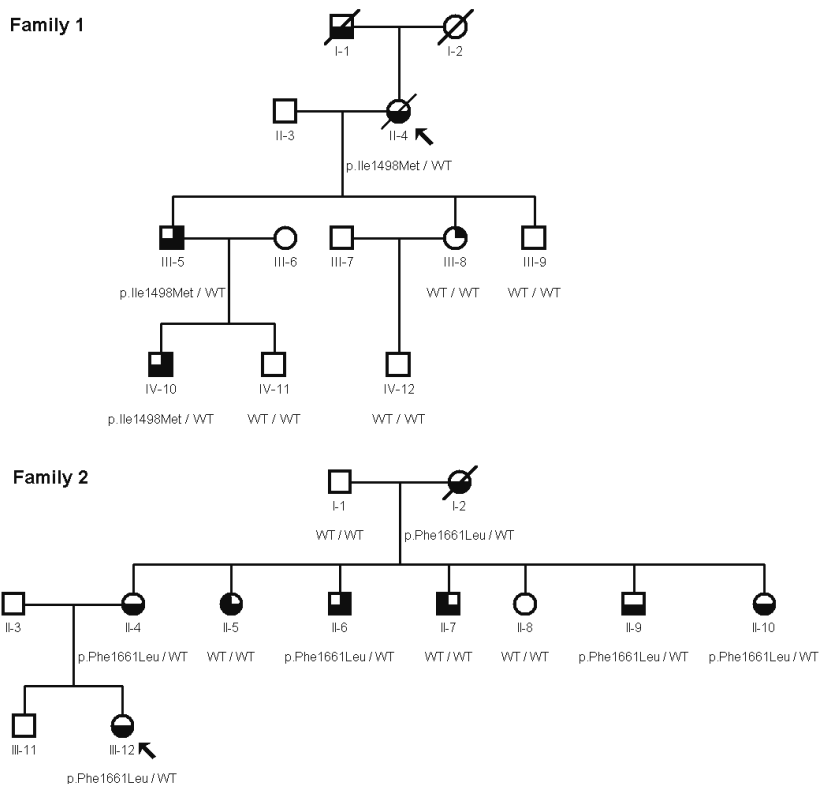 Family 1
I-1 I-2
II-3 II-4
p.Ile1498Met / WT
III-5 III-6 III-7 III-8 III-9
p.Ile1498Met / WT WT / WT WT / WT
IV-10 IV-11 IV-12
p.Ile1498Met / WT WT / WT WT / WT
Family 2
I-1 I-2
WT / WT p.Phe1661Leu / WT
II-3 II-4 II-5 II-6 II-7 II-8 II-9 II-10
p.Phe1661Leu / WT WT / WT p.Phe1661Leu / WT WT / WT WT / WT p.Phe1661Leu / WT p.Phe1661Leu / WT
III-11 III-12
p.Phe1661Leu / WT